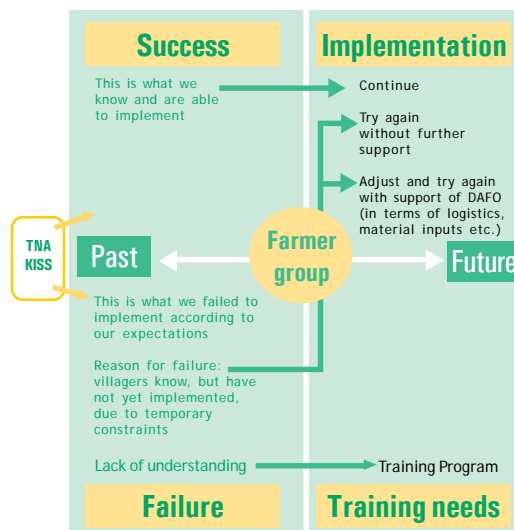 Success
Implementation
This is what we
know and are able
to implement
Continue
Try again
without further
support
Adjust and try again
with support of DAFO
(in terms of logistics,
material inputs etc.)
TNA
KISS
Past
Farmer
group
Future
This is what we failed to
implement according to
our expectations
Reason for failure:
villagers know, but have
not yet implemented,
due to temporary
constraints
Lack of understanding
Training Program
Failure
Training needs